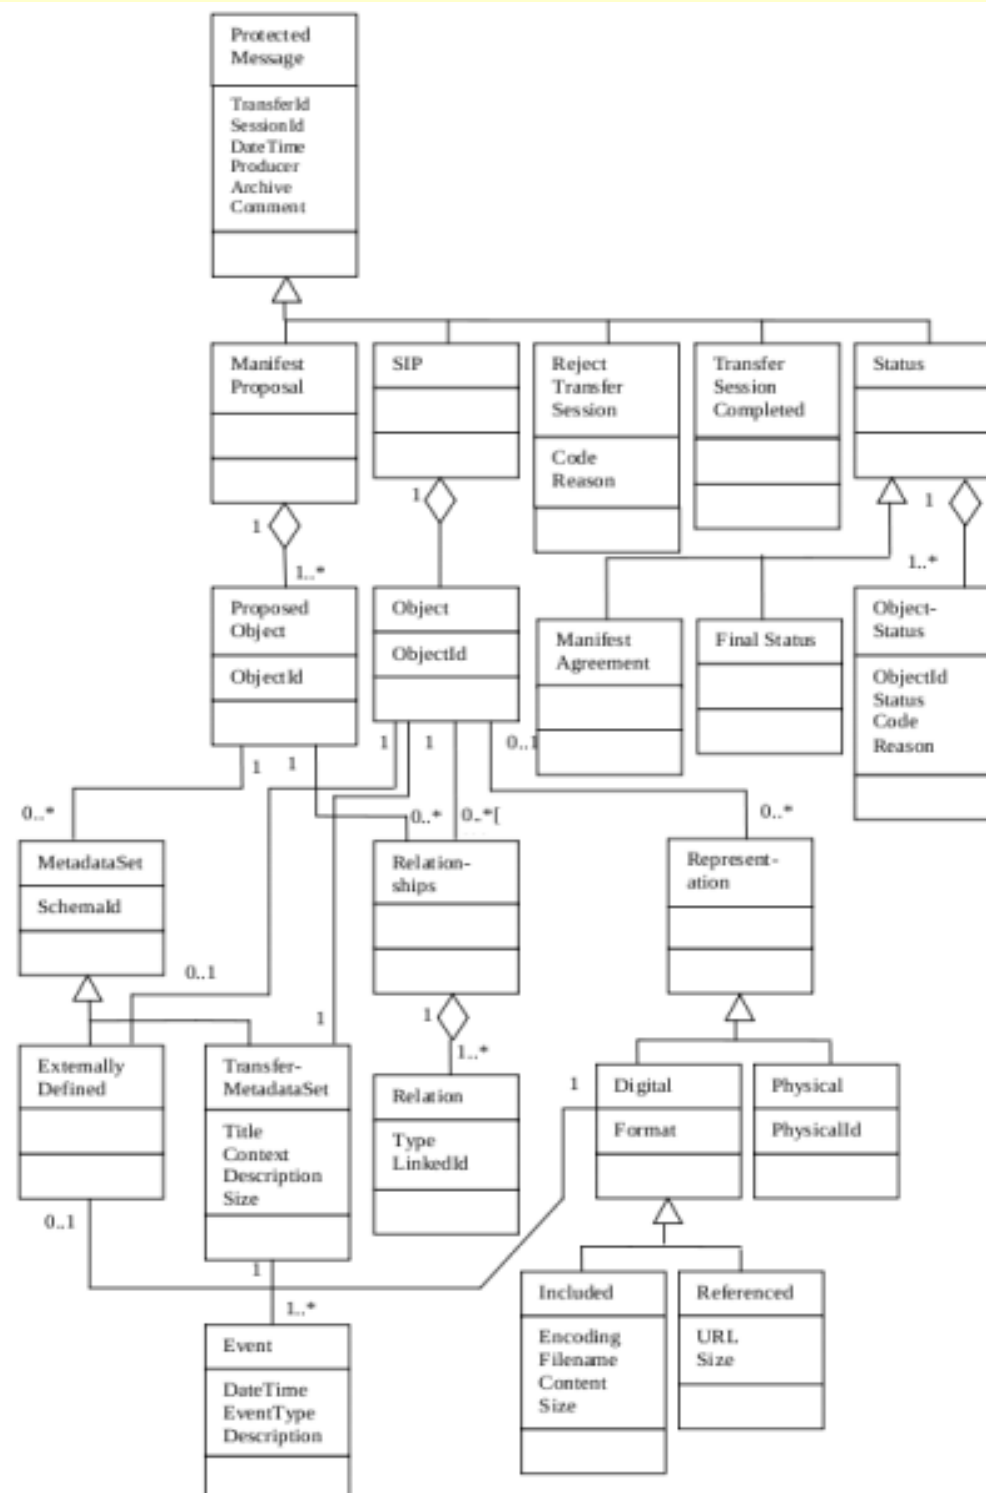 Protected
Message
TransferId
SessionId
DateTime
Producer
Archive
Comment
Manifest
Proposal
SIP
Reject
Transfer
Session
Code
Reason
Transfer
Session
Completed
Status
1
1..*
1
1
1..*
Proposed
Object
ObjectId
Object
ObjectId
Manifest
Agreement
Final Status
Object-
Status
ObjectId
Status
Code
Reason
1
1
1
1
0..1
0..*
0..*
0..*[
0..*
MetadataSet
SchemaId
Relation-
ships
Represent-
ation
0..1
1
1
1..*
Externally
Defined
Transfer-
MetadataSet
Title
Context
Description
Size
Relation
Type
LinkedId
1
Digital
Format
Physical
PhysicalId
0..1
1
1..*
Included
Encoding
Filename
Content
Size
Referenced
URL
Size
Event
DateTime
EventType
Description